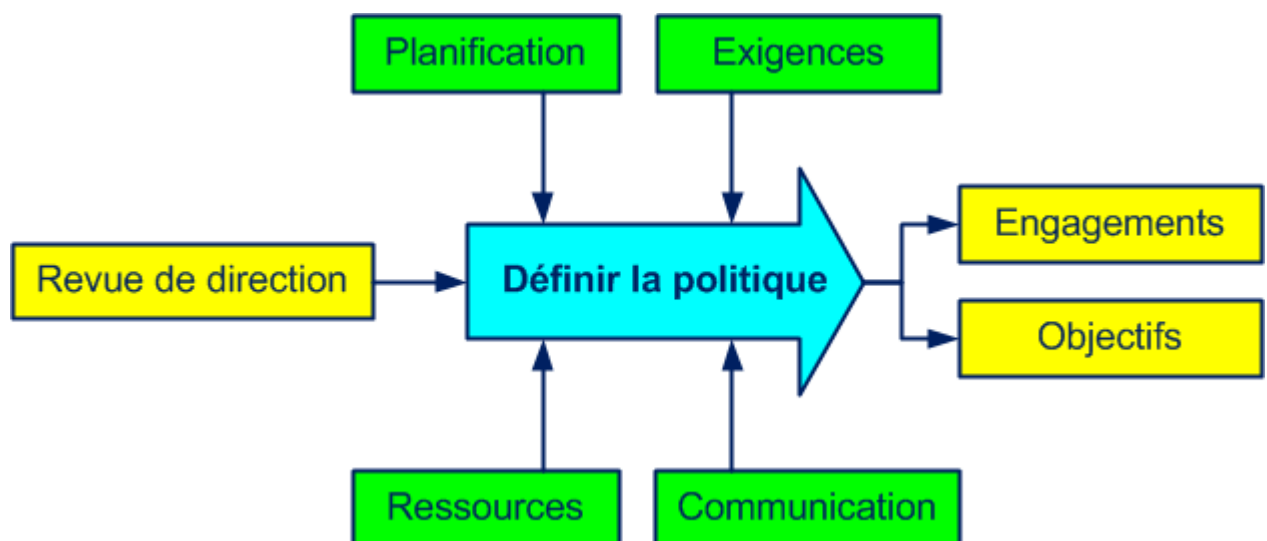 Planification
Exigences
Revue de direction
Définir la politique
Engagements
Objectifs
Ressources
Communication